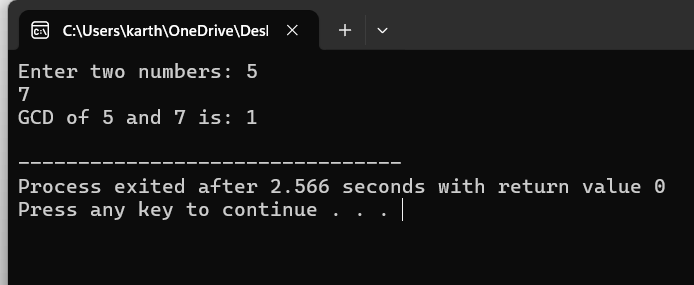 C:\Users\karth\OneDrive\Desl
Enter two numbers: 5
7
GCD of 5 and 7 is: 1
--------------------------------
Process exited after 2.566 seconds with return value 0
Press any key to continue . . .